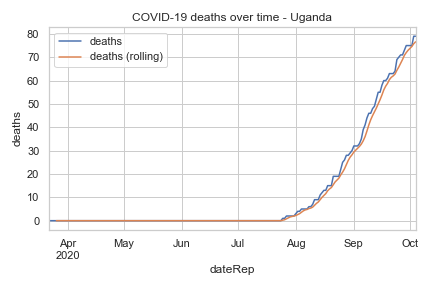 COVID-19 deaths over time - Uganda
deaths
deaths (rolling)
80
70
60
50
40
30
20
10
0
deaths
Apr May Jun Jul Aug Sep Oct
2020
dateRep